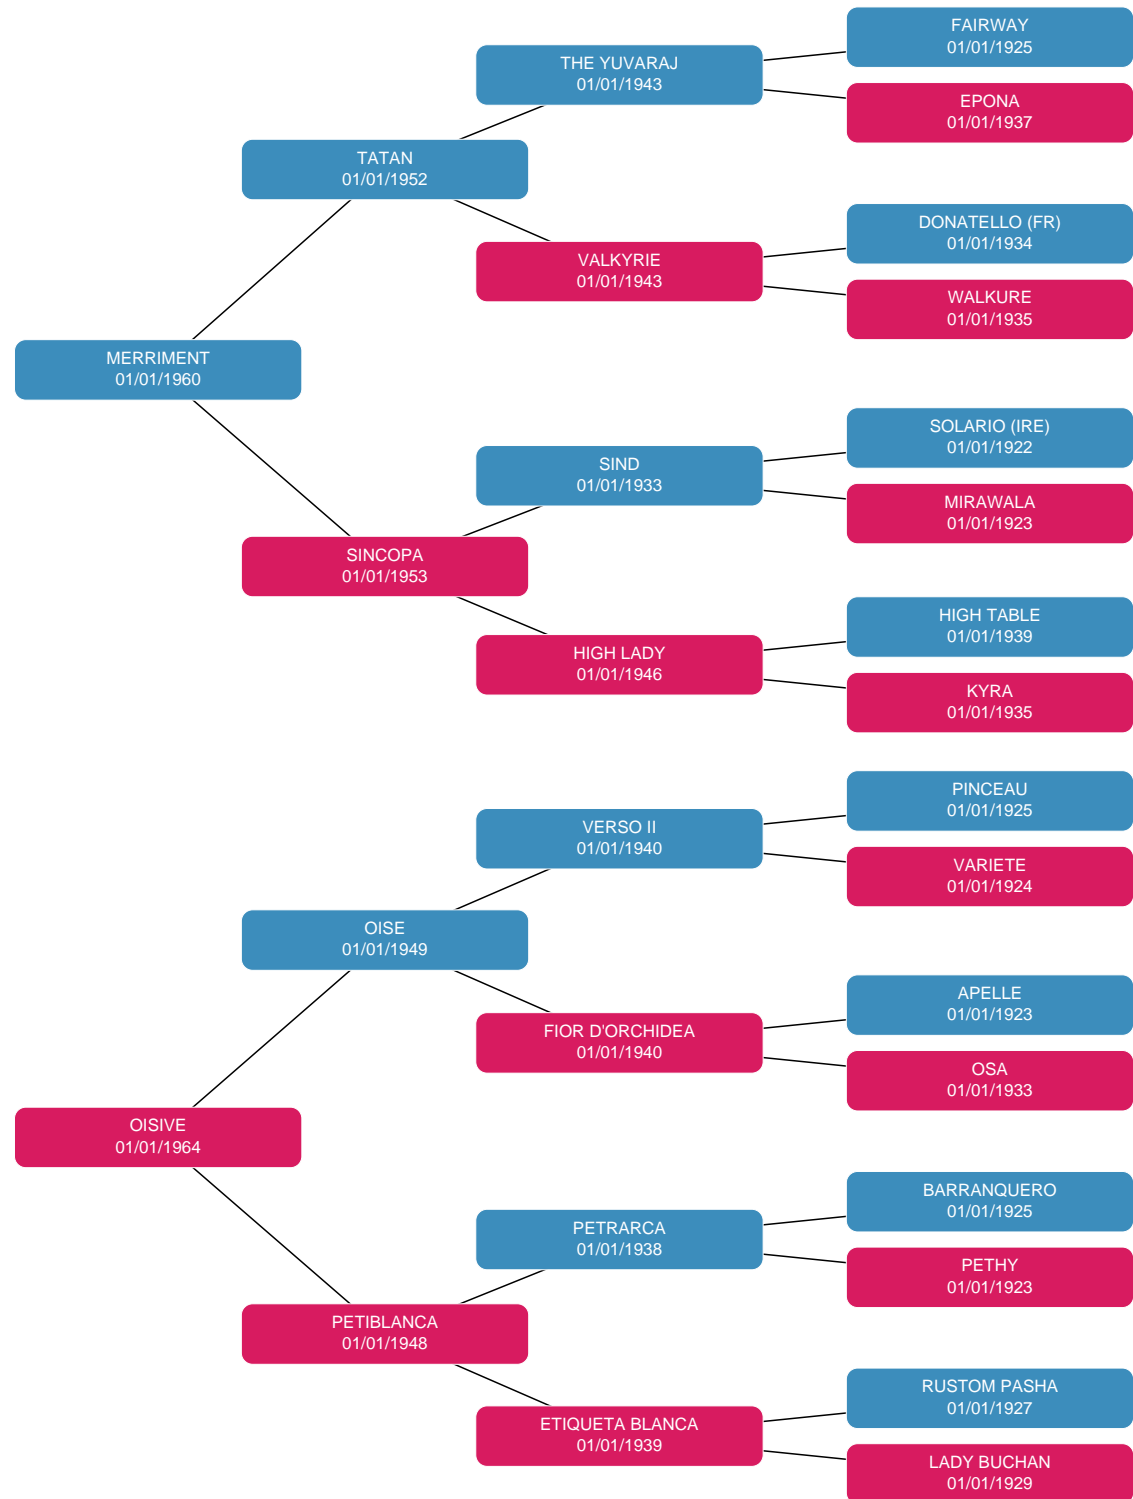 FAIRWAY
01/01/1925
THE YUVARAJ
01/01/1943
EPONA
01/01/1937
TATAN
01/01/1952
DONATELLO (FR)
01/01/1934
VALKYRIE
01/01/1943
WALKURE
01/01/1935
MERRIMENT
01/01/1960
SOLARIO (IRE)
01/01/1922
SIND
01/01/1933
MIRAWALA
01/01/1923
SINCOPA
01/01/1953
HIGH TABLE
01/01/1939
HIGH LADY
01/01/1946
KYRA
01/01/1935
PINCEAU
01/01/1925
VERSO II
01/01/1940
VARIETE
01/01/1924
OISE
01/01/1949
APELLE
01/01/1923
FIOR D'ORCHIDEA
01/01/1940
OSA
01/01/1933
OISIVE
01/01/1964
BARRANQUERO
01/01/1925
PETRARCA
01/01/1938
PETHY
01/01/1923
PETIBLANCA
01/01/1948
RUSTOM PASHA
01/01/1927
ETIQUETA BLANCA
01/01/1939
LADY BUCHAN
01/01/1929